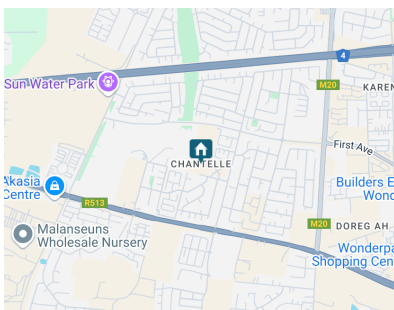 4
Sun Water Park
M20
KAREN
First Ave
CHANTELLE
Akasia
Centre
Builders E
Wond
R513
M20
DOREG AH
Malanseuns
Wholesale Nursery
Wonderpa
Shopping Cen